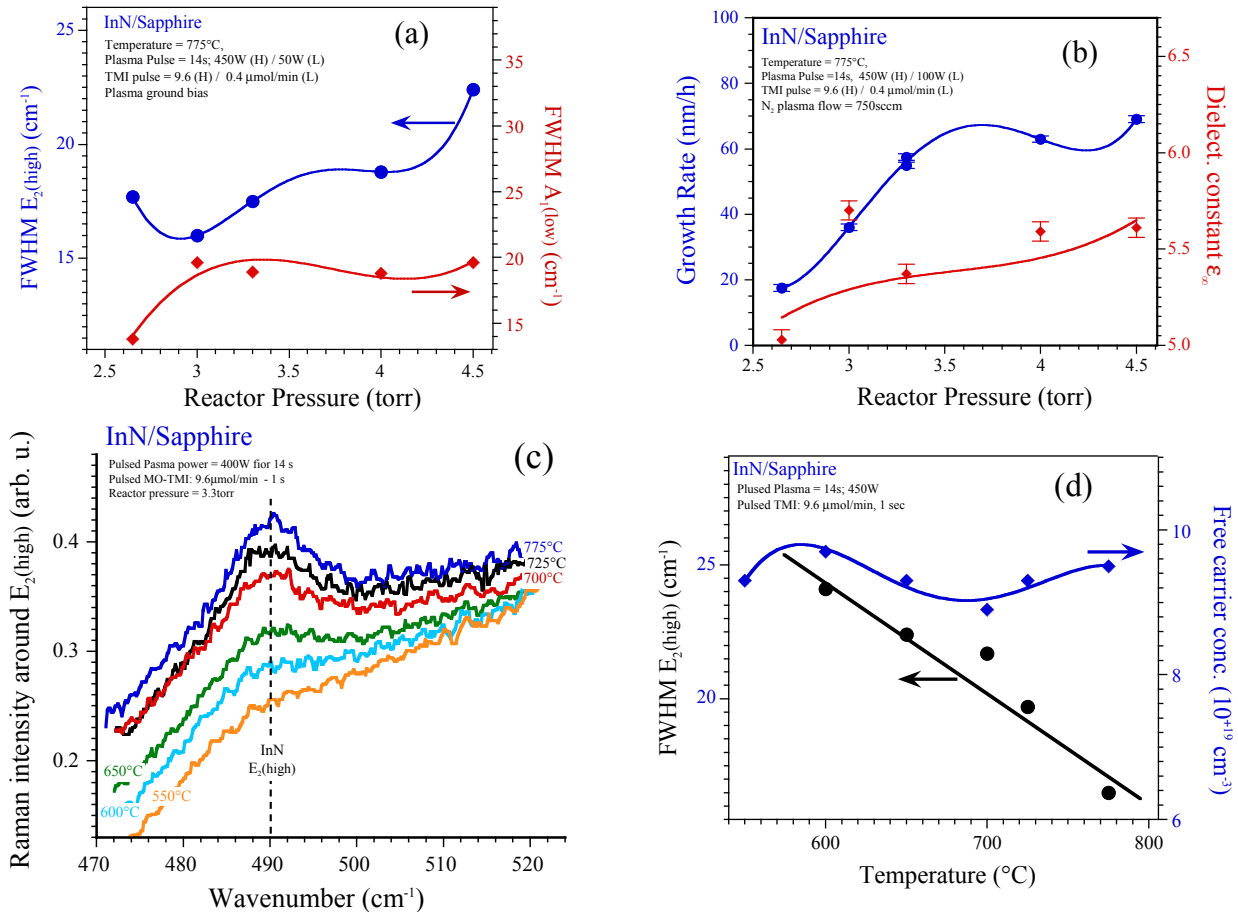 InN/Sapphire
(a)
Temperature = 775°C,
Plasma Pulse = 14s; 450W (H) / 50W (L)
TMI pulse = 9.6 (H) / 0.4 μmol/min (L)
Plasma ground bias
FWHM E2(high) (cm-1)
25
20
15
FWHM A1(low) (cm-1)
35
30
25
20
15
2.5 3 3.5 4 4.5
Reactor Pressure (torr)
InN/Sapphire
(b)
Temperature = 775°C,
Plasma Pulse =14s, 450W (H) / 100W (L)
TMI pulse = 9.6 (H) / 0.4 μmol/min (L)
N2 plasma flow = 750sccm
Growth Rate (nm/h)
100
80
60
40
20
0
Dielect. constant ε∞
6.5
6.0
5.5
5.0
2.5 3 3.5 4 4.5
Reactor Pressure (torr)
InN/Sapphire
(c)
Pulsed Pasma power = 400W fior 14 s
Pulsed MO-TMI: 9.6μmol/min - 1 s
Reactor pressure = 3.3torr
Raman intensity around E2(high) (arb. u.)
0.4
0.3
0.2
775°C
725°C
700°C
650°C
600°C
550°C
InN
E2(high)
470 480 490 500 510 520
Wavenumber (cm-1)
InN/Sapphire
(d)
Plused Plasma = 14s; 450W
Pulsed TMI: 9.6 μmol/min, 1 sec
FWHM E2(high) (cm-1)
25
20
Free carrier conc. (10+19 cm-3)
10
8
6
600 700 800
Temperature (°C)